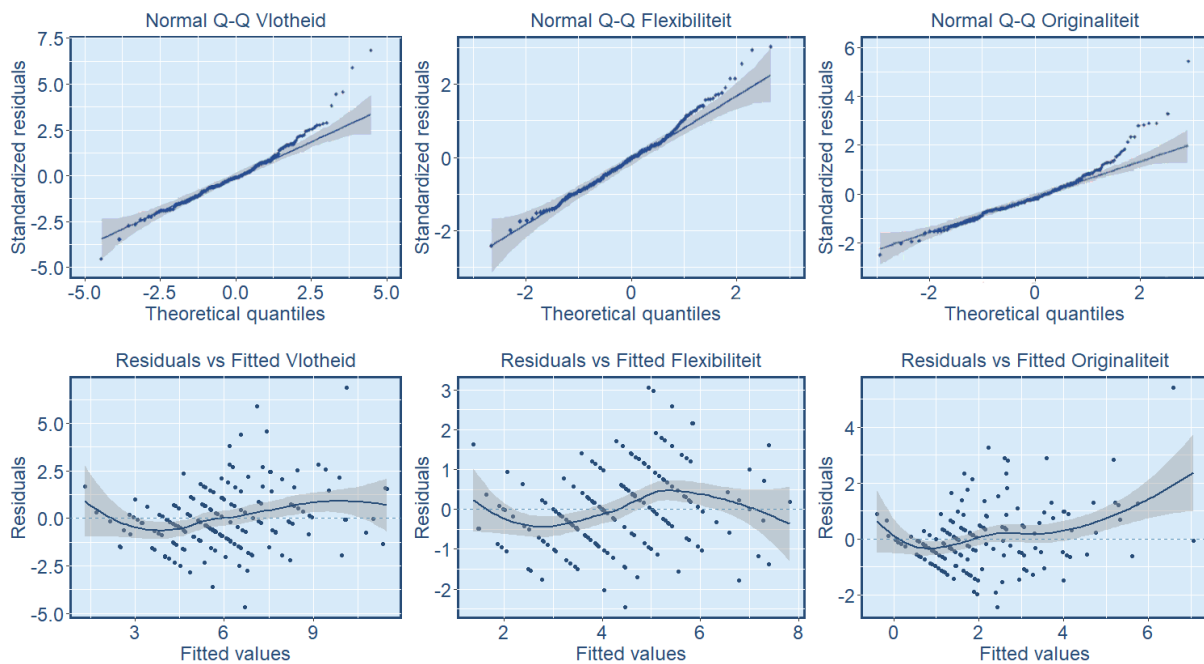 Normal Q-Q Vlotheid
7.5
5.0
2.5
0.0
-2.5
-5.0
Standardized residuals
-5.0 -2.5 0.0 2.5 5.0
Theoretical quantiles
Normal Q-Q Flexibiliteit
2
0
-2
Standardized residuals
-2 0 2
Theoretical quantiles
Normal Q-Q Originaliteit
6
4
2
0
-2
Standardized residuals
-2 0 2
Theoretical quantiles
Residuals vs Fitted Vlotheid
5.0
2.5
0.0
-2.5
-5.0
Residuals
3 6 9
Fitted values
Residuals vs Fitted Flexibiliteit
3
2
1
0
-1
-2
Residuals
2 4 6 8
Fitted values
Residuals vs Fitted Originaliteit
4
2
0
-2
Residuals
0 2 4 6
Fitted values